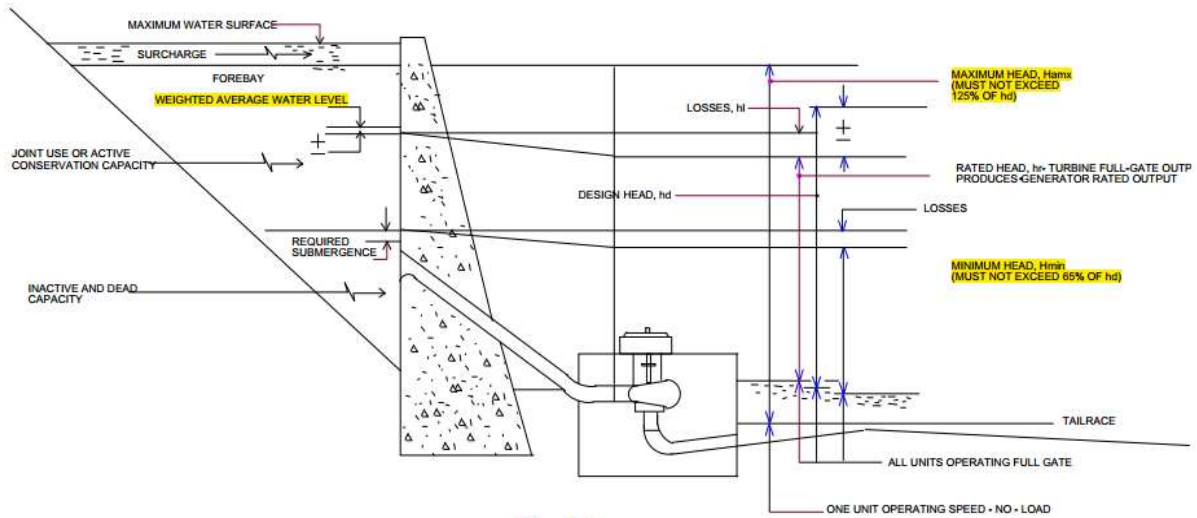 MAXIMUM WATER SURFACE
SURCHARGE
FOREBAY
WEIGHTED AVERAGE WATER LEVEL
MAXIMUM HEAD, Hamx
(MUST NOT EXCEED
125% OF hd)
LOSSES, hl
JOINT USE OR ACTIVE
CONSERVATION CAPACITY
RATED HEAD, hr- TURBINE FULL-GATE OUTP
PRODUCES GENERATOR RATED OUTPUT
DESIGN HEAD, hd
LOSSES
REQUIRED
SUBMERGENCE
MINIMUM HEAD, Hmin
(MUST NOT EXCEED 65% OF hd)
INACTIVE AND DEAD
CAPACITY
TAILRACE
ALL UNITS OPERATING FULL GATE
ONE UNIT OPERATING SPEED - NO - LOAD